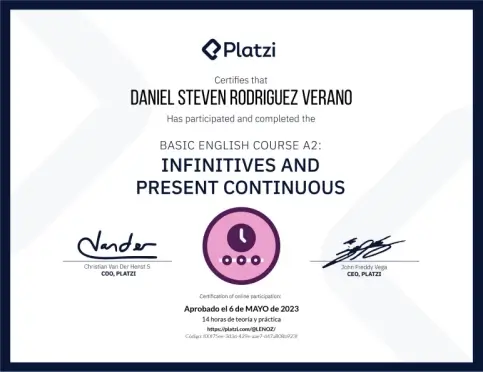 Platzi
Certifies that
DANIEL STEVEN RODRIGUEZ VERANO
Has participated and completed the
BASIC ENGLISH COURSE A2:
INFINITIVES AND
PRESENT CONTINUOUS
Christian Van Der Henst S
COO, PLATZI
John Freddy Vega
CEO, PLATZI
Certification of online participation:
Aprobado el 6 de MAYO de 2023
14 horas de teoría y práctica
https://platzi.com/@LENOZ/
Código: